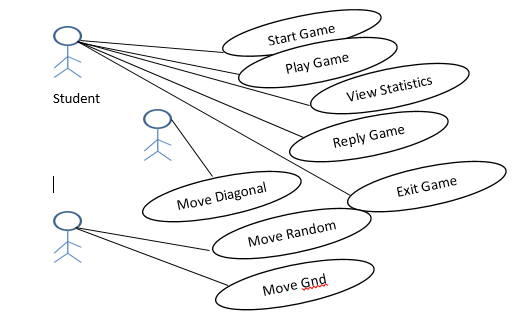 Start Game
Play Game
View Statistics
Student
Reply Game
Exit Game
Move Diagonal
Move Random
Move Gnd